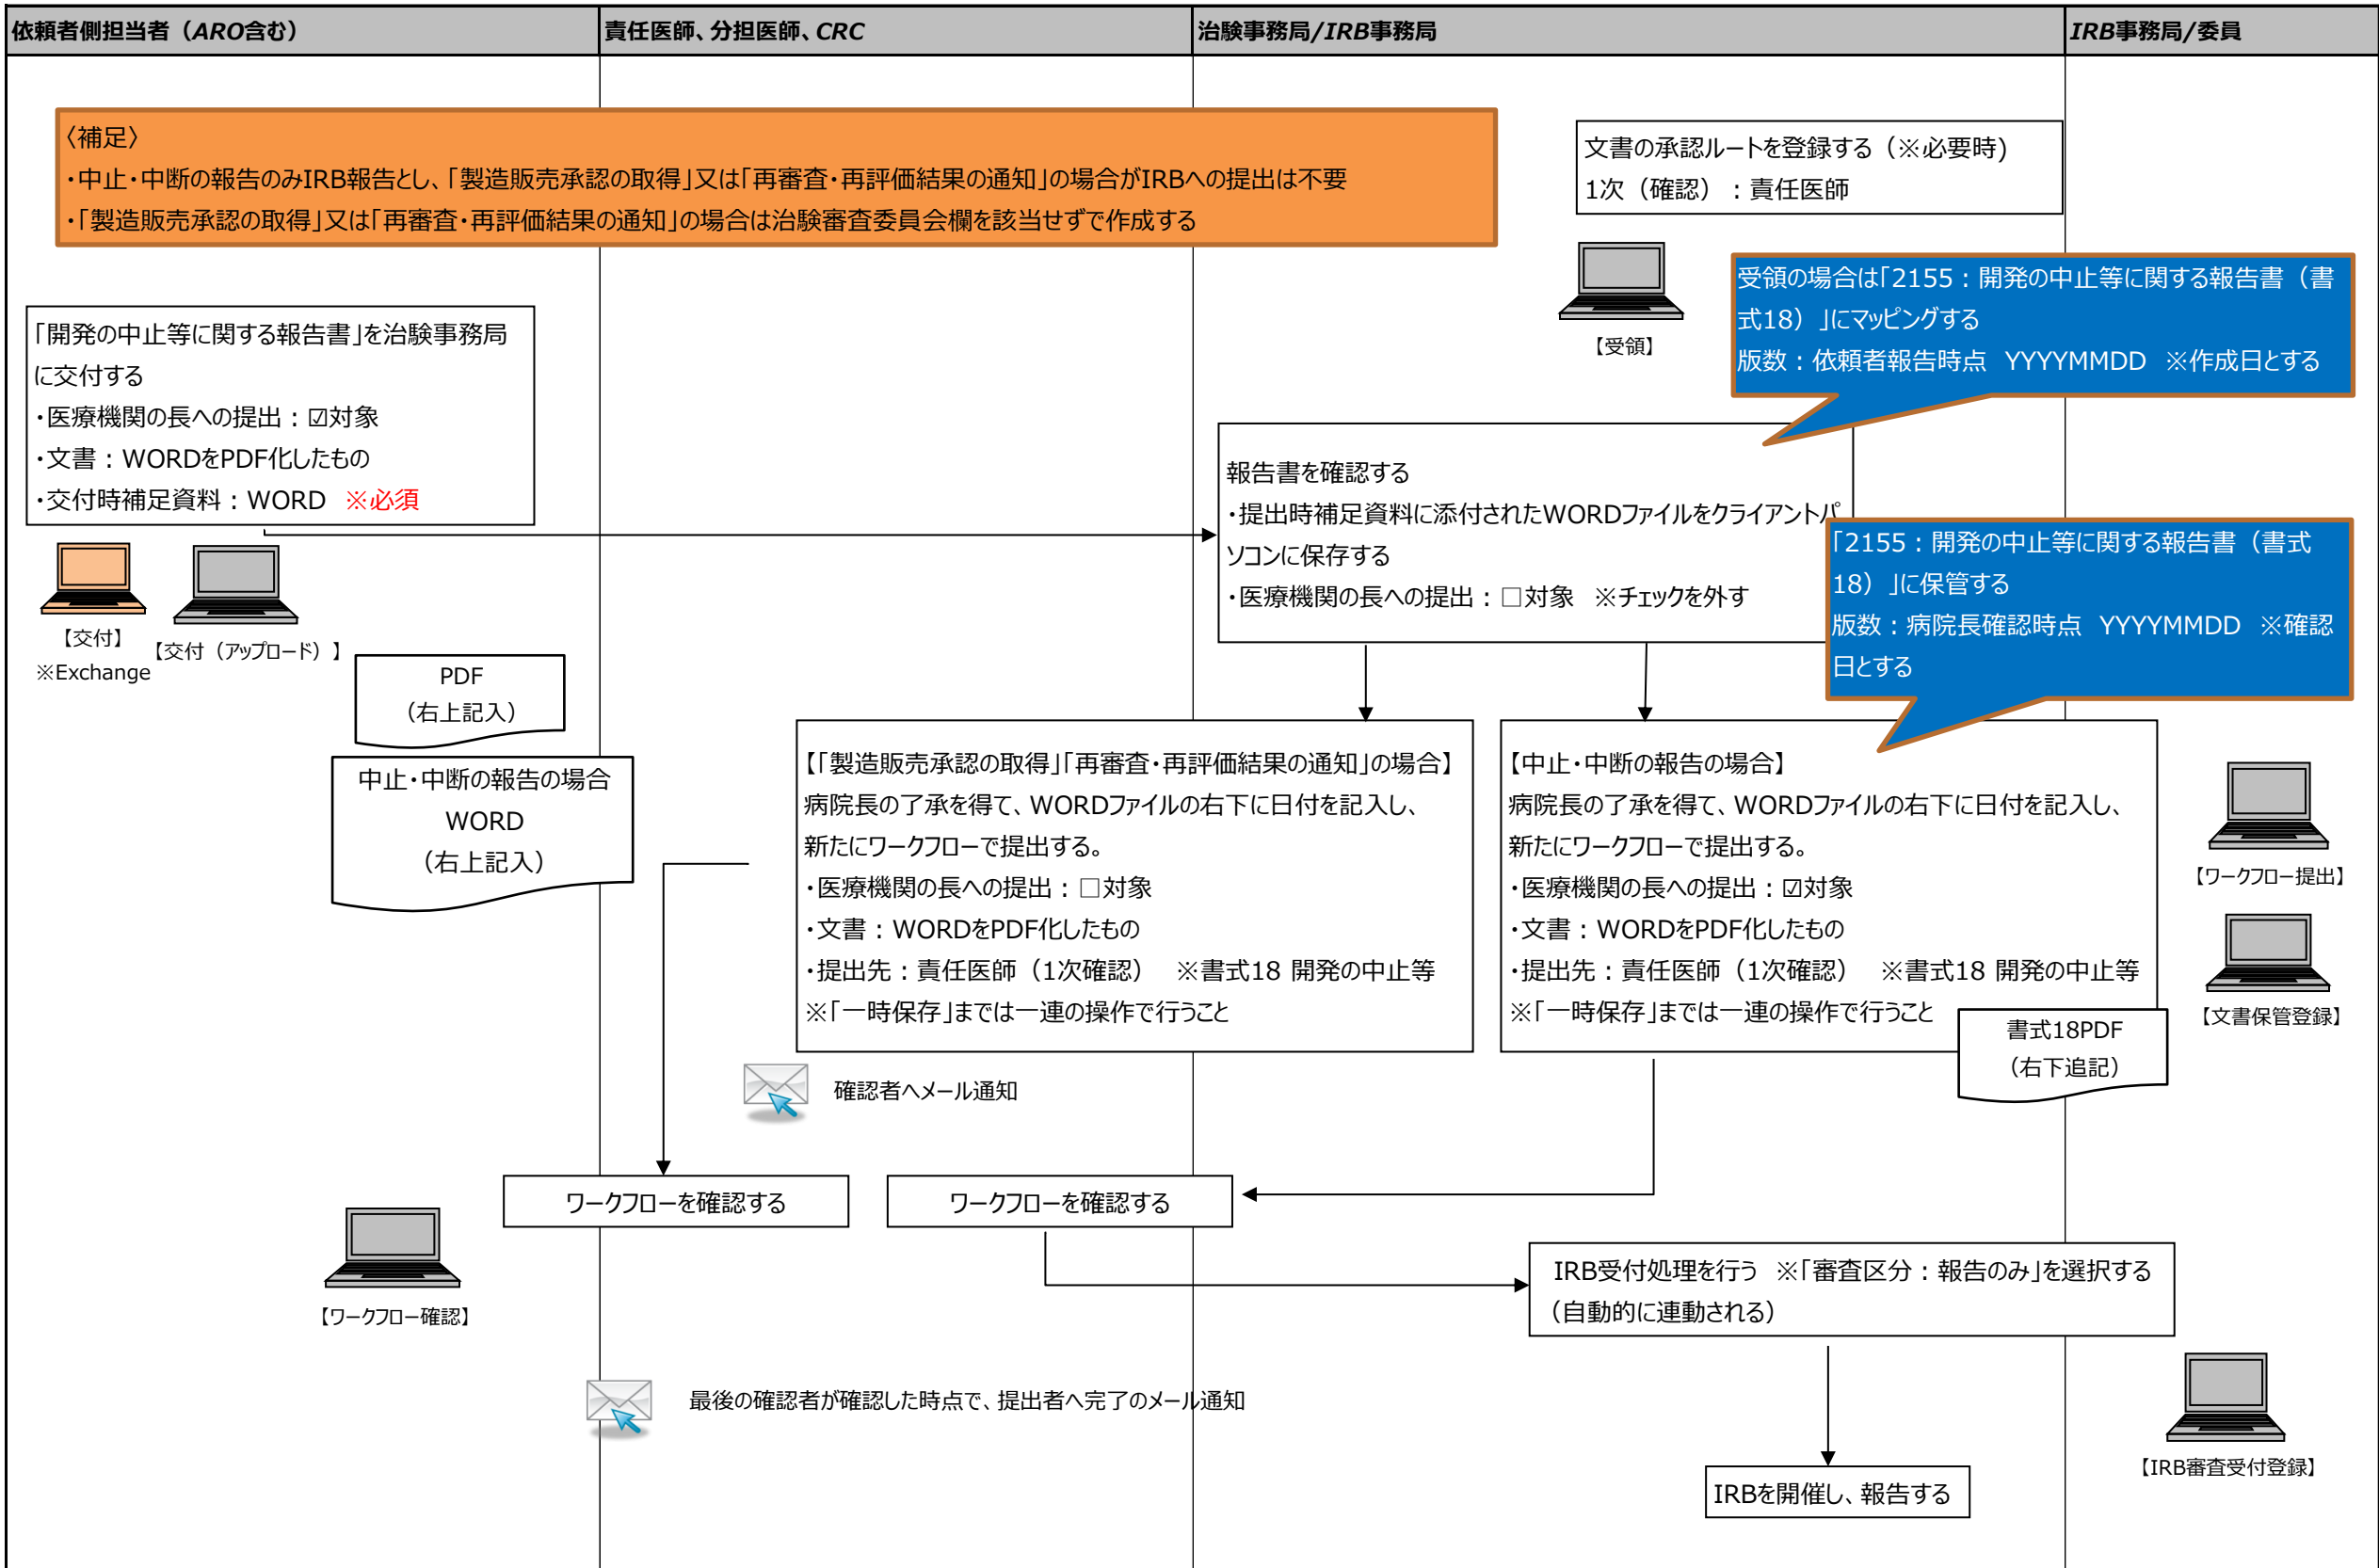 依頼者側担当者（ARO含む）
責任医師、分担医師、CRC
治験事務局/IRB事務局
IRB事務局/委員
〈補足〉
・中止・中断の報告のみIRB報告とし、「製造販売承認の取得」又は「再審査・再評価結果の通知」の場合がIRBへの提出は不要
・「製造販売承認の取得」又は「再審査・再評価結果の通知」の場合は治験審査委員会欄を該当せずで作成する
文書の承認ルートを登録する（※必要時)
1次（確認）：責任医師
【受領】
受領の場合は「2155：開発の中止等に関する報告書（書
式18）」にマッピングする
版数：依頼者報告時点　YYYYMMDD　※作成日とする
「開発の中止等に関する報告書」を治験事務局
に交付する
・医療機関の長への提出：☑対象
・文書：WORDをPDF化したもの
・交付時補足資料：WORD　※必須
報告書を確認する
・提出時補足資料に添付されたWORDファイルをクライアントパ
ソコンに保存する
・医療機関の長への提出：□対象　※チェックを外す
「2155：開発の中止等に関する報告書（書式
18）」に保管する
版数：病院長確認時点　YYYYMMDD　※確認
日とする
【交付】
※Exchange
【交付（アップロード）】
PDF
（右上記入）
中止・中断の報告の場合
WORD
（右上記入）
【「製造販売承認の取得」「再審査・再評価結果の通知」の場合】
病院長の了承を得て、WORDファイルの右下に日付を記入し、
新たにワークフローで提出する。
・医療機関の長への提出：□対象
・文書：WORDをPDF化したもの
・提出先：責任医師（1次確認）　※書式18 開発の中止等
※「一時保存」までは一連の操作で行うこと
【中止・中断の報告の場合】
病院長の了承を得て、WORDファイルの右下に日付を記入し、
新たにワークフローで提出する。
・医療機関の長への提出：☑対象
・文書：WORDをPDF化したもの
・提出先：責任医師（1次確認）　※書式18 開発の中止等
※「一時保存」までは一連の操作で行うこと
【ワークフロー提出】
【文書保管登録】
書式18PDF
（右下追記）
確認者へメール通知
ワークフローを確認する
ワークフローを確認する
【ワークフロー確認】
IRB受付処理を行う　※「審査区分：報告のみ」を選択する
（自動的に連動される）
最後の確認者が確認した時点で、提出者へ完了のメール通知
【IRB審査受付登録】
IRBを開催し、報告する